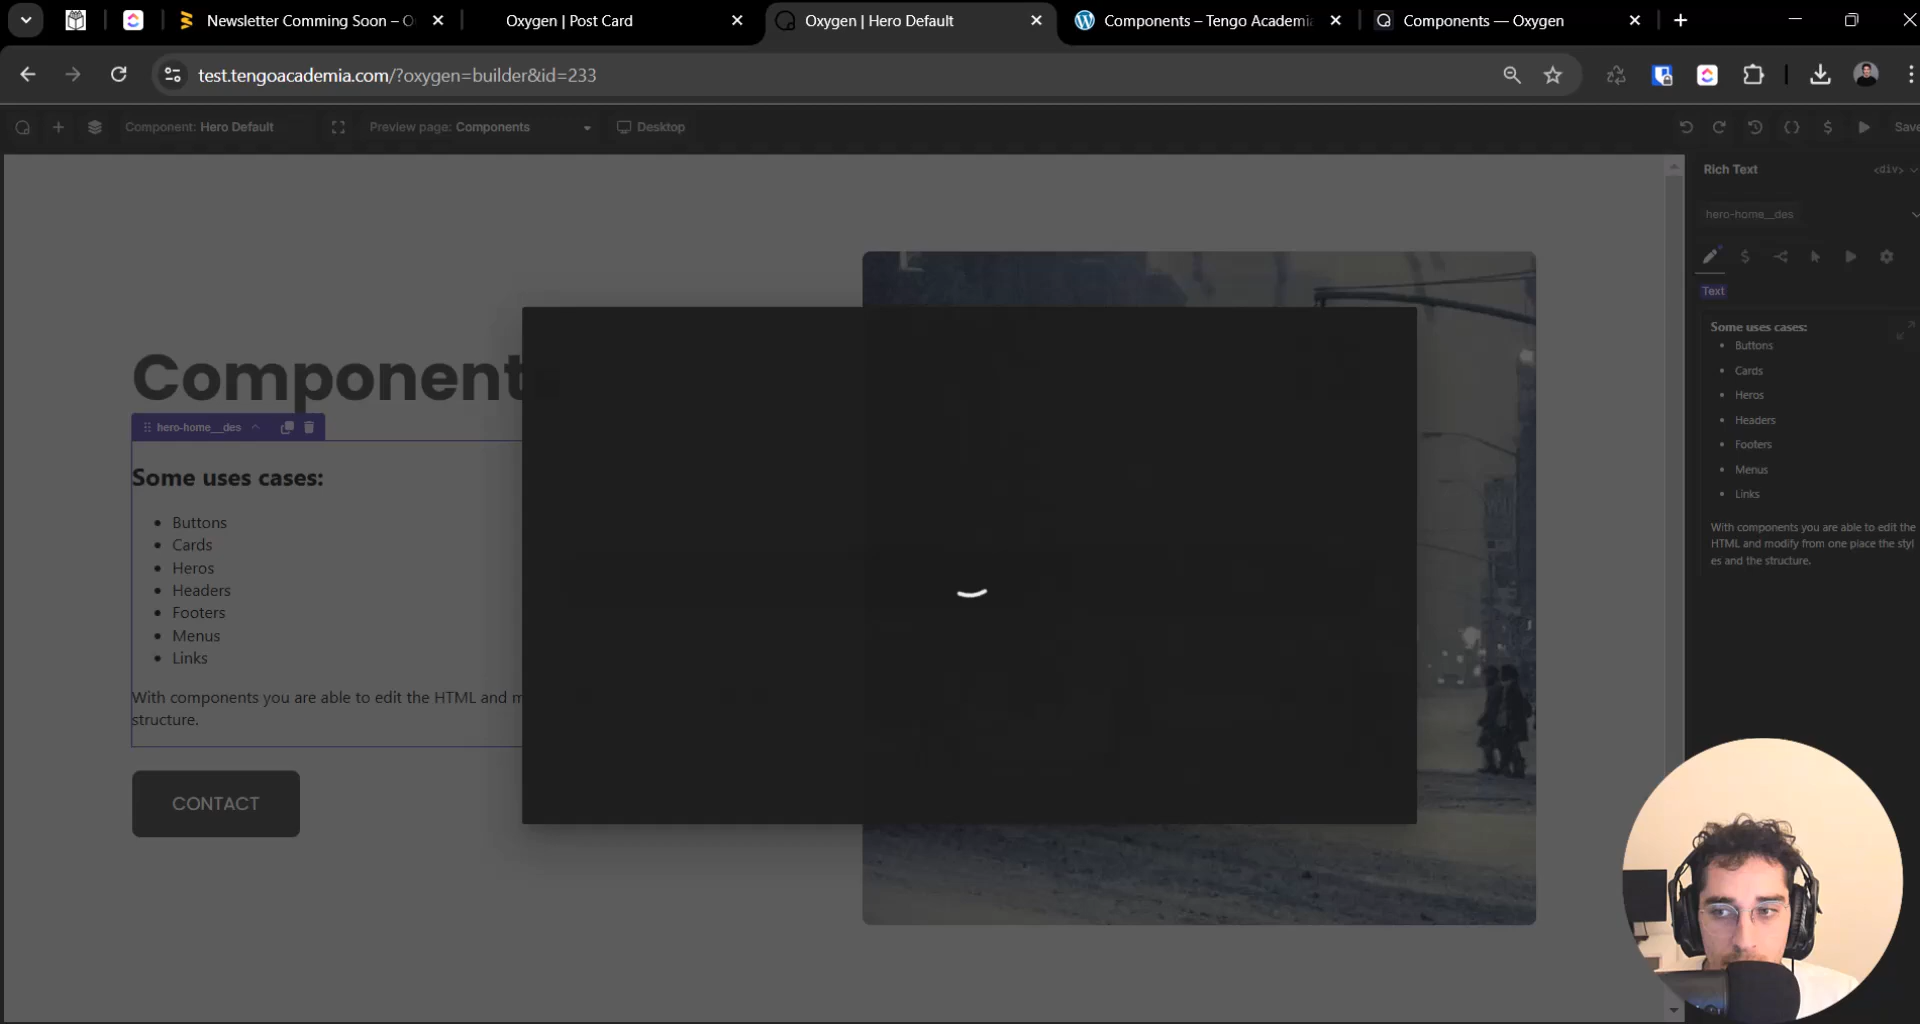 Newsletter Comming Soon – O
Oxygen | Post Card
Oxygen | Hero Default
Components – Tengo Academia
Components — Oxygen
test.tengoacademia.com/?oxygen=builder&id=233
Component: Hero Default
Preview page: Components
Desktop
Save
Rich Text
<div>
hero-home__des
Text
Some uses cases:
Buttons
Cards
Heros
Headers
Footers
Menus
Links
With components you are able to edit the
HTML and modify from one place the styl
es and the structure.
Component
hero-home__des
Some uses cases:
Buttons
Cards
Heros
Headers
Footers
Menus
Links
With components you are able to edit the HTML and m
structure.
CONTACT